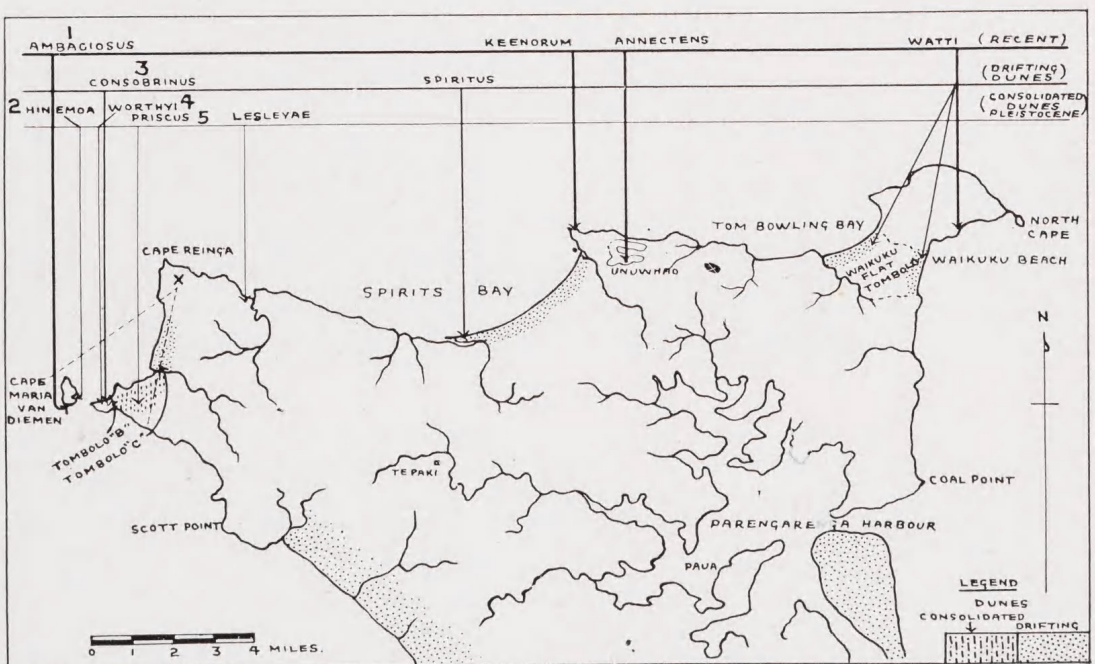 1
AMBAGIOSUS KEENORUM ANNECTENS WATTI (RECENT)
3
CONSOBRINUS SPIRITUS (DRIFTING DUNES)
2 HINEMOA WORTHYI 4 (CONSOLIDATED DUNES PLEISTOCENE)
PRISCUS 5 LESLEYAE
CAPE REINGA
TOM BOWLING BAY
NORTH CAPE
UNUWHAO
WAIKUKU FLAT TOMBOLO
WAIKUKU BEACH
SPIRITS BAY
N
CAPE MARIA VAN DIEMEN
TOMBOLO "B"
TOMBOLO "C"
TEPAKI
COAL POINT
SCOTT POINT
PARENGARE A HARBOUR
PAUA
LEGEND
DUNES
CONSOLIDATED DRIFTING
0 1 2 3 4 MILES.